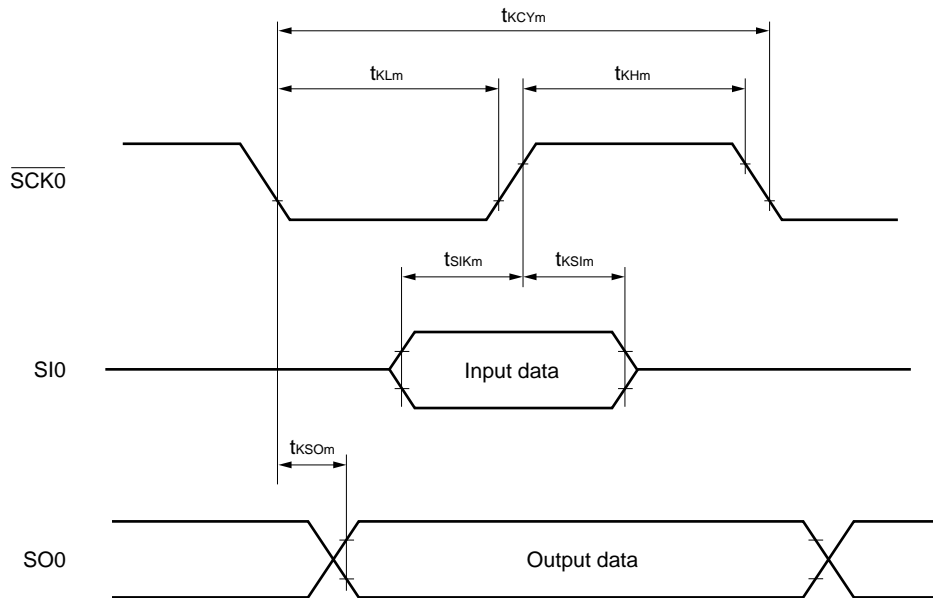 tKCYm
tKLm
tKHm
SCK0
tSIKm
tKSIm
SI0
Input data
tKSOm
SO0
Output data